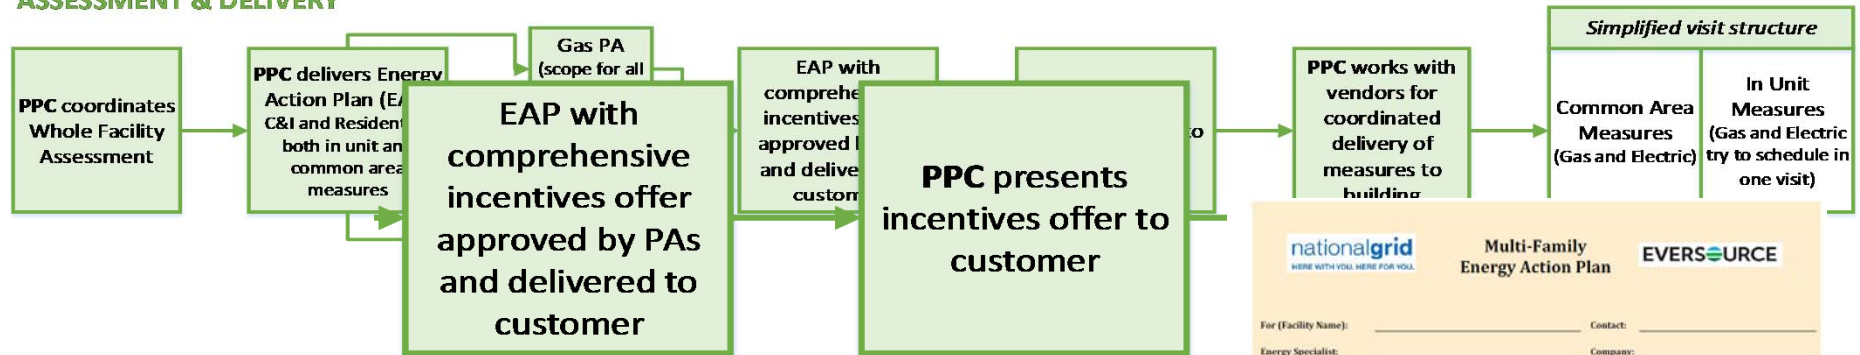 ASSESSMENT & DELIVERY
PPC coordinates
Whole Facility
Assessment
PPC delivers Energy
Action Plan
C&I and
both in unit
common area
measures
Gas PA
(scope for all
EAP with
comprehensive
incentives offer
approved by PAs
and delivered to
customer
EAP with
incentives
approved
and
PPC presents
incentives offer to
customer
to
PPC works with
vendors for
coordinated
delivery of
measures to
building
Simplified visit structure
Common Area
Measures
(Gas and Electric)
In Unit
Measures
(Gas and Electric
try to schedule in
one visit)
nationalgrid
HERE WITH YOU. HERE FOR YOU.
Multi-Family
Energy Action Plan
EVERSOURCE
For (Facility Name):
Contact:
Energy Specialist:
Company: